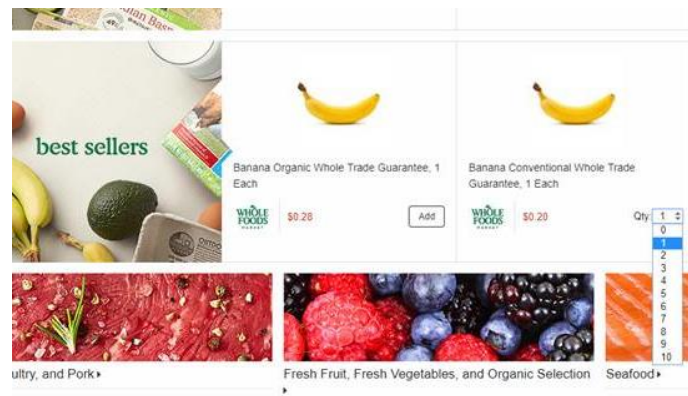 best sellers
Banana Organic Whole Trade Guarantee, 1
Each
WHOLE
FOODS
MARKET
$0.28
Add
Banana Conventional Whole Trade
Guarantee, 1 Each
WHOLE
FOODS
MARKET
$0.20
Qty: 1
0
1
2
3
4
5
6
7
8
9
10
ultry, and Pork
Fresh Fruit, Fresh Vegetables, and Organic Selection
Seafood